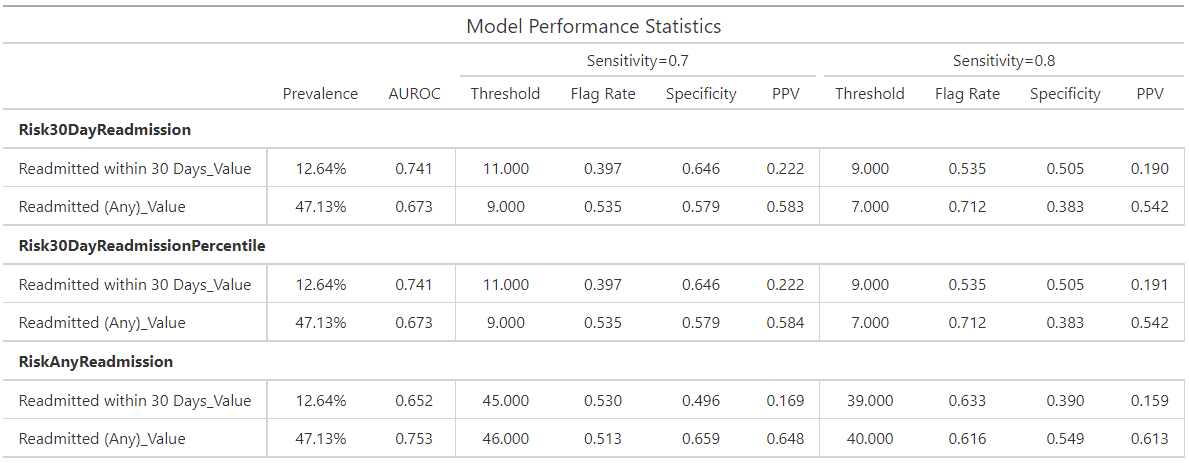 Model Performance Statistics
Sensitivity=0.7 Sensitivity=0.8
Prevalence AUROC Threshold Flag Rate Specificity PPV Threshold Flag Rate Specificity PPV
Risk30DayReadmission
Readmitted within 30 Days_Value 12.64% 0.741 11.000 0.397 0.646 0.222 9.000 0.535 0.505 0.190
Readmitted (Any)_Value 47.13% 0.673 9.000 0.535 0.579 0.583 7.000 0.712 0.383 0.542
Risk30DayReadmissionPercentile
Readmitted within 30 Days_Value 12.64% 0.741 11.000 0.397 0.646 0.222 9.000 0.535 0.505 0.191
Readmitted (Any)_Value 47.13% 0.673 9.000 0.535 0.579 0.584 7.000 0.712 0.383 0.542
RiskAnyReadmission
Readmitted within 30 Days_Value 12.64% 0.652 45.000 0.530 0.496 0.169 39.000 0.633 0.390 0.159
Readmitted (Any)_Value 47.13% 0.753 46.000 0.513 0.659 0.648 40.000 0.616 0.549 0.613